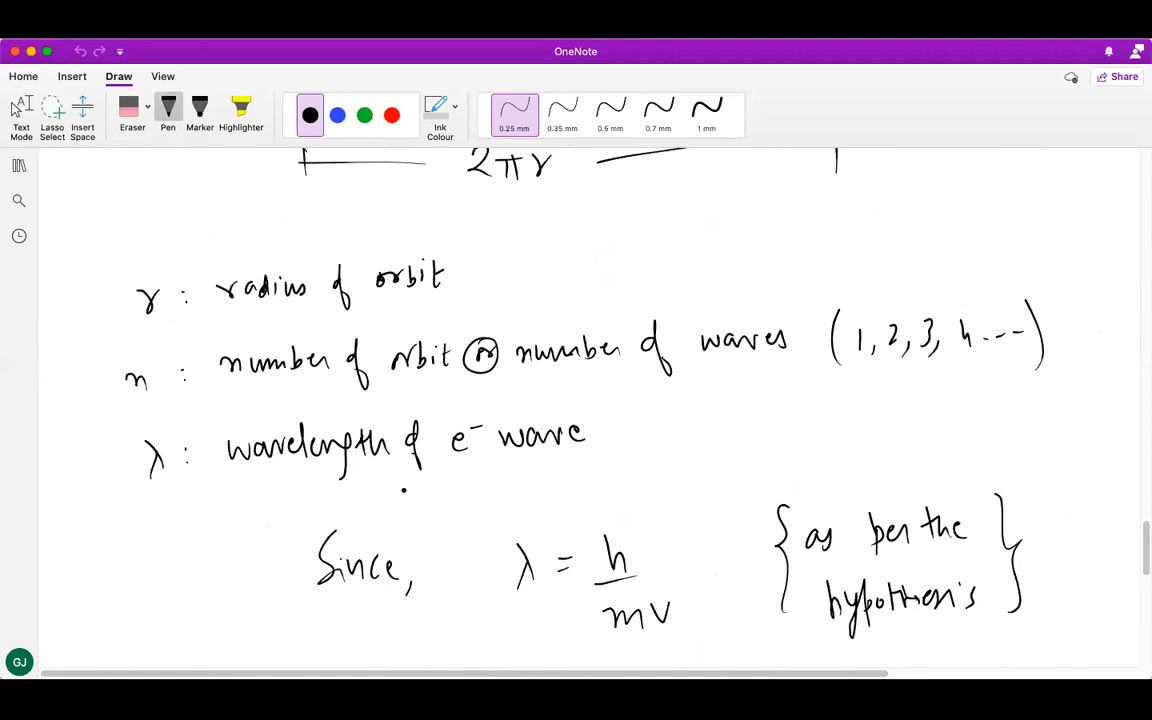 OneNote
Home Insert Draw View
Share
Text Mode
Lasso Select
Insert Space
Eraser
Pen
Marker
Highlighter
Ink Colour
0.25 mm
0.35 mm
0.5 mm
0.7 mm
1 mm
2πr
r : radius of orbit
n : number of orbit or number of waves (1, 2, 3, 4 ---)
λ : wavelength of e⁻ wave
Since, λ = h/mv {as per the
hypothesis}
GJ